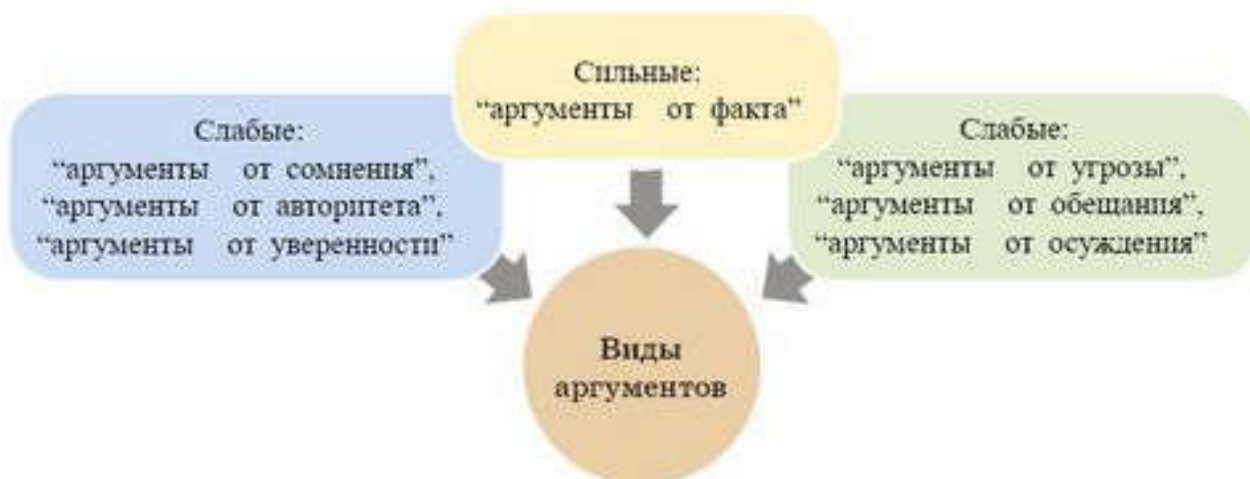 Сильные:
“аргументы от факта”
Слабые:
“аргументы от сомнения”,
“аргументы от авторитета”,
“аргументы от уверенности”
Слабые:
“аргументы от угрозы”,
“аргументы от обещания”,
“аргументы от осуждения”
Виды
аргументов